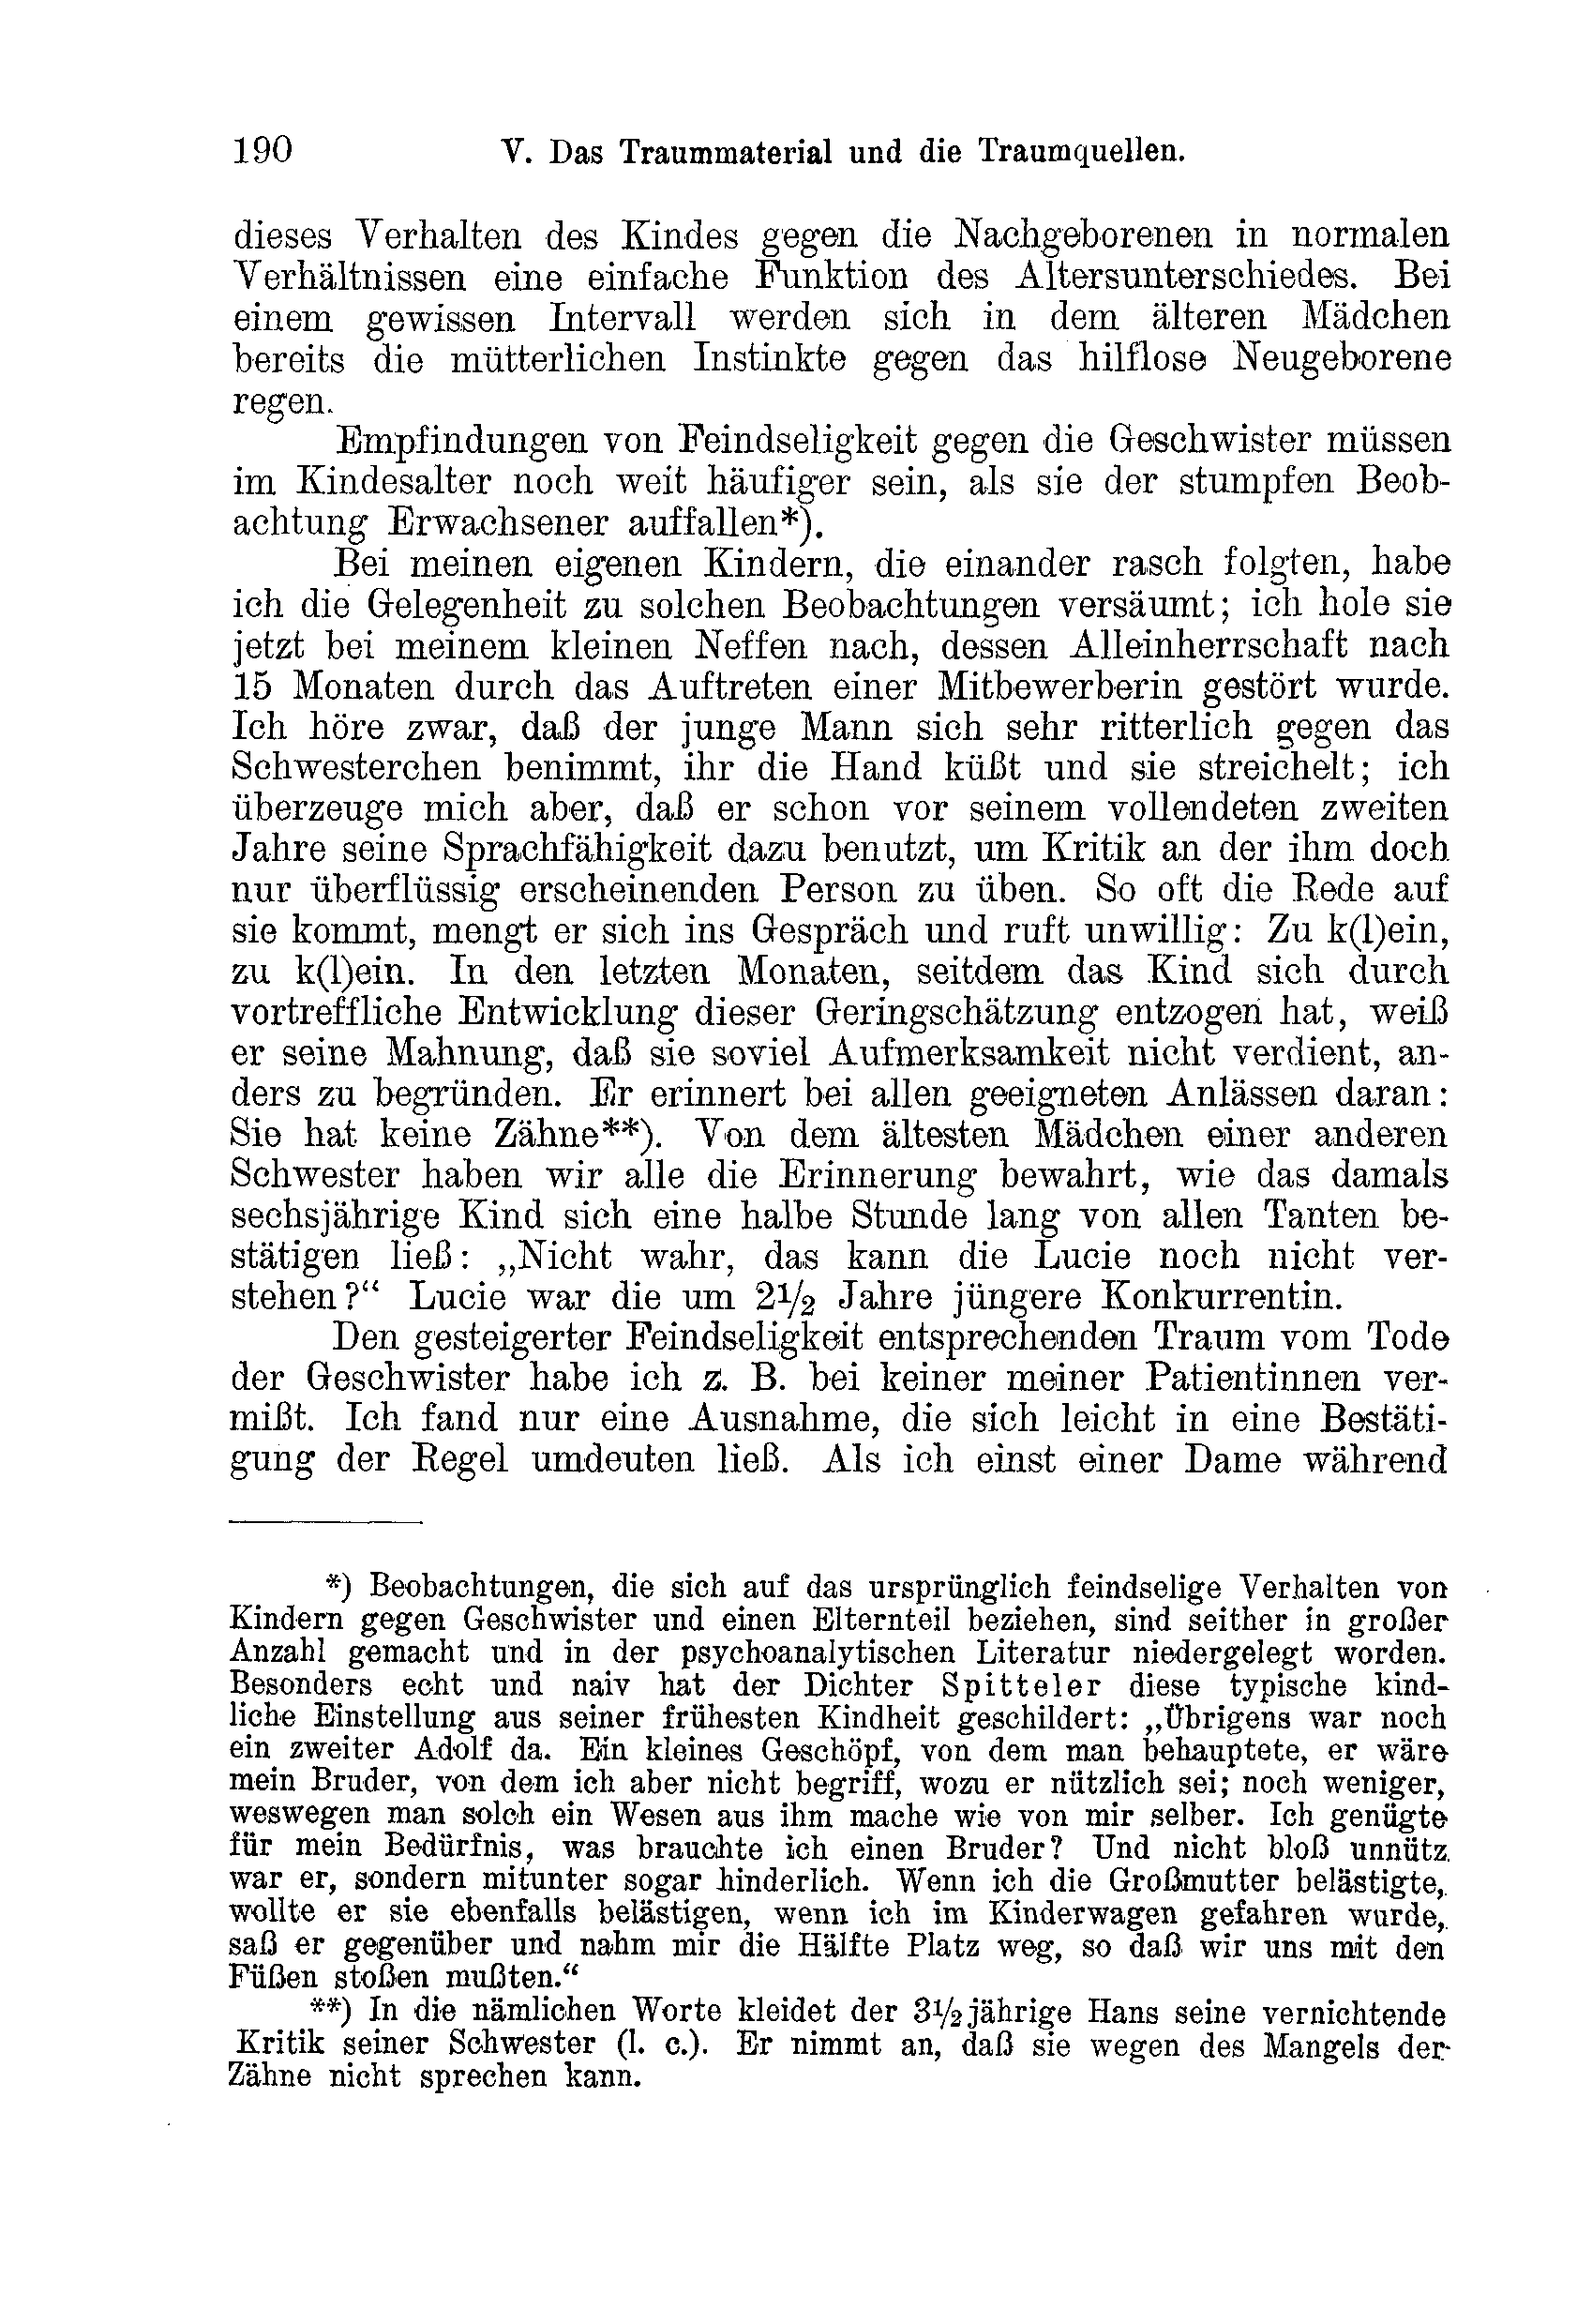 190 V. Das Traummaterial und die Traumquellen.
dieses Verhalten des Kindes gegen die Nachgeborenen in normalen
Verhältnissen eine einfache Funktion des Altersunterschiedes. Bei
einem gewissen Intervall werden sich in dem älteren Mädchen
bereits die mütterlichen Instinkte gegen das hilflose Neugeborene
regen.
Empfindungen von Feindseligkeit gegen die Geschwister müssen
im Kindesalter noch weit häufiger sein, als sie der stumpfen Beob-
achtung Erwachsener auffallen*).
Bei meinen eigenen Kindern, die einander rasch folgten, habe
ich die Gelegenheit zu solchen Beobachtungen versäumt; ich hole sie
jetzt bei meinem kleinen Neffen nach, dessen Alleinherrschaft nach
15 Monaten durch das Auftreten einer Mitbewerberin gestört wurde.
Ich höre zwar, daß der junge Mann sich sehr ritterlich gegen das
Schwesterchen benimmt, ihr die Hand küßt und sie streichelt; ich
überzeuge mich aber, daß er schon vor seinem vollendeten zweiten
Jahre seine Sprachfähigkeit dazu benutzt, um Kritik an der ihm doch
nur überflüssig erscheinenden Person zu üben. So oft die Rede auf
sie kommt, mengt er sich ins Gespräch und ruft unwillig: Zu k(l)ein,
zu k(l)ein. In den letzten Monaten, seitdem das Kind sich durch
vortreffliche Entwicklung dieser Geringschätzung entzogen hat, weiß
er seine Mahnung, daß sie soviel Aufmerksamkeit nicht verdient, an-
ders zu begründen. Er erinnert bei allen geeigneten Anlässen daran:
Sie hat keine Zähne**). Von dem ältesten Mädchen einer anderen
Schwester haben wir alle die Erinnerung bewahrt, wie das damals
sechsjährige Kind sich eine halbe Stunde lang von allen Tanten be-
stätigen ließ: „Nicht wahr, das kann die Lucie noch nicht ver-
stehen?“ Lucie war die um 2½ Jahre jüngere Konkurrentin.
Den gesteigerter Feindseligkeit entsprechenden Traum vom Tode
der Geschwister habe ich z. B. bei keiner meiner Patientinnen ver-
mißt. Ich fand nur eine Ausnahme, die sich leicht in eine Bestäti-
gung der Regel umdeuten ließ. Als ich einst einer Dame während
*) Beobachtungen, die sich auf das ursprünglich feindselige Verhalten von
Kindern gegen Geschwister und einen Elternteil beziehen, sind seither in großer
Anzahl gemacht und in der psychoanalytischen Literatur niedergelegt worden.
Besonders echt und naiv hat der Dichter Spitteler diese typische kind-
liche Einstellung aus seiner frühesten Kindheit geschildert: „Übrigens war noch
ein zweiter Adolf da. Ein kleines Geschöpf, von dem man behauptete, er wäre
mein Bruder, von dem ich aber nicht begriff, wozu er nützlich sei; noch weniger,
weswegen man solch ein Wesen aus ihm mache wie von mir selber. Ich genügte
für mein Bedürfnis, was brauchte ich einen Bruder? Und nicht bloß unnütz
war er, sondern mitunter sogar hinderlich. Wenn ich die Großmutter belästigte,
wollte er sie ebenfalls belästigen, wenn ich im Kinderwagen gefahren wurde,
saß er gegenüber und nahm mir die Hälfte Platz weg, so daß wir uns mit den
Füßen stoßen mußten.“
**) In die nämlichen Worte kleidet der 3½jährige Hans seine vernichtende
Kritik seiner Schwester (l. c.). Er nimmt an, daß sie wegen des Mangels der
Zähne nicht sprechen kann.